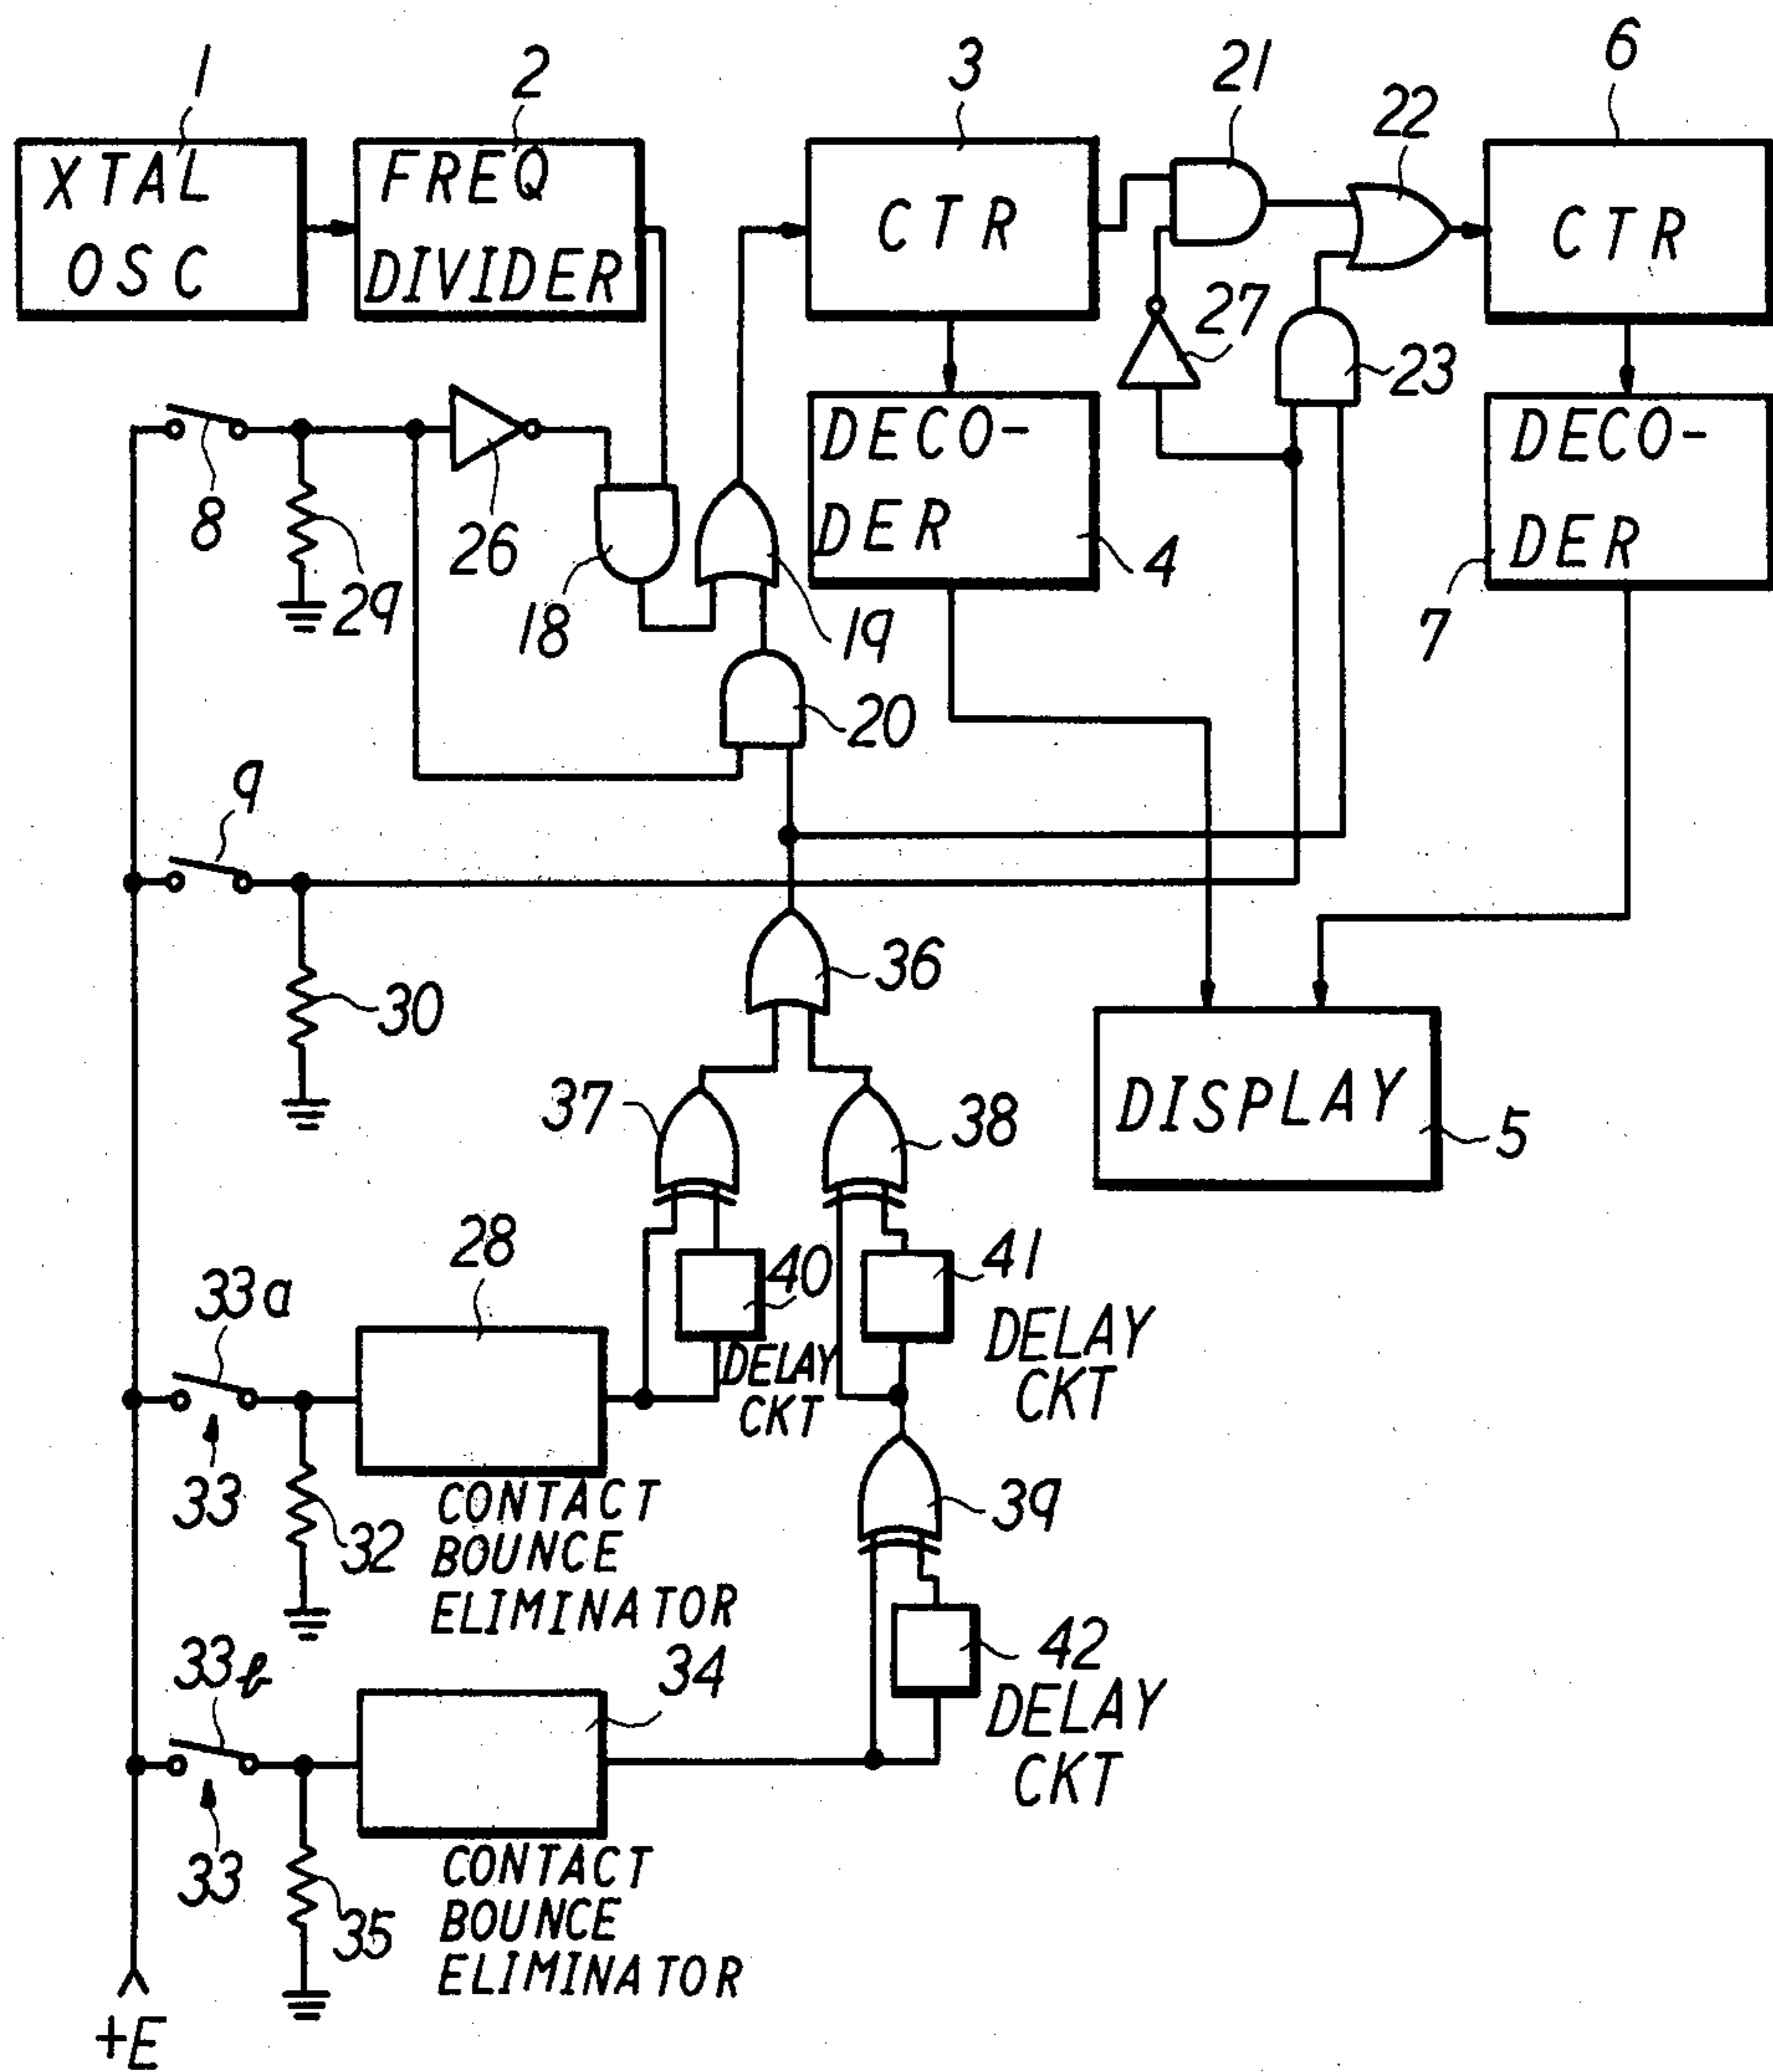 1
2
3
21
22
6
XTAL
OSC
FREQ
DIVIDER
CTR
CTR
27
23
8
29
26
18
19
20
DECO-
DER
4
DECO-
DER
7
9
30
36
37
38
DISPLAY
5
28
40
DELAY
CKT
41
DELAY
CKT
33a
33
32
CONTACT
BOUNCE
ELIMINATOR
39
33b
33
34
42
DELAY
CKT
35
CONTACT
BOUNCE
ELIMINATOR
+E